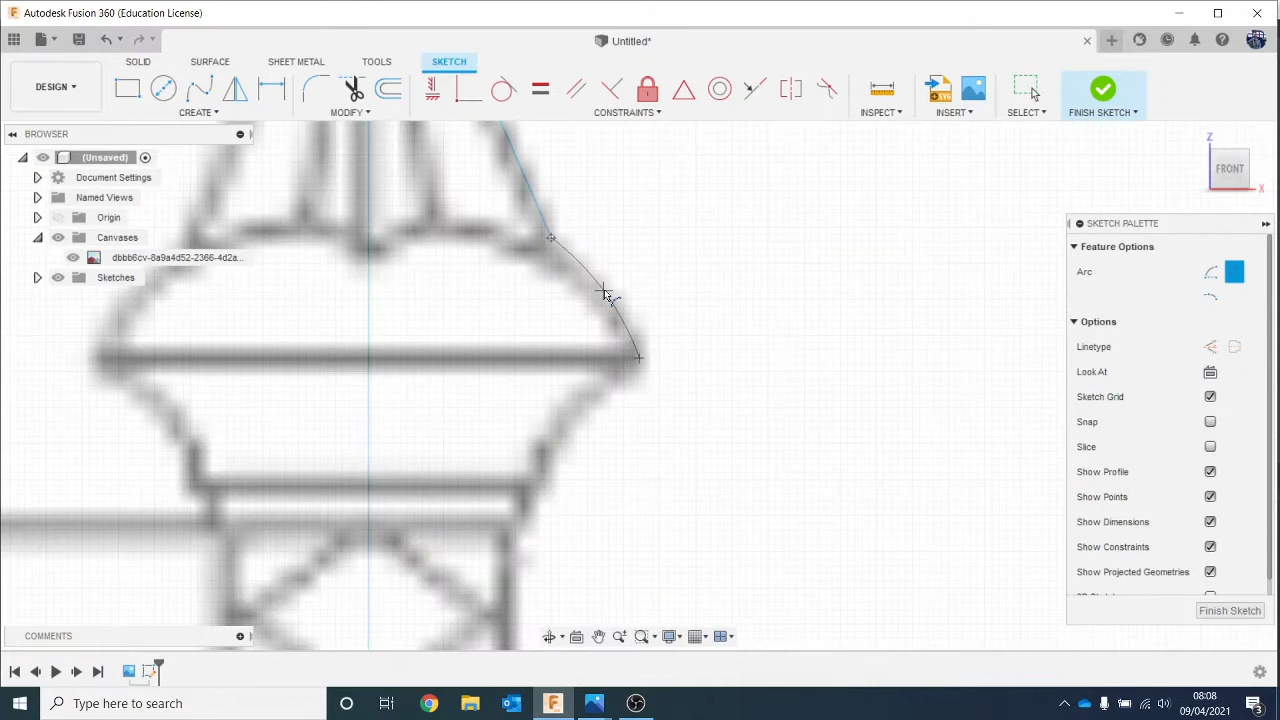 Autodesk Fusion 360 (Education License)
Untitled*
SOLID
SURFACE
SHEET METAL
TOOLS
SKETCH
DESIGN
CREATE
MODIFY
CONSTRAINTS
INSPECT
INSERT
SELECT
FINISH SKETCH
BROWSER
(Unsaved)
Document Settings
Named Views
Origin
Canvases
dbbb6cv-8a9a4d52-2366-4d2a...
Sketches
Z
FRONT
X
SKETCH PALETTE
Feature Options
Arc
Options
Linetype
Look At
Sketch Grid
Snap
Slice
Show Profile
Show Points
Show Dimensions
Show Constraints
Show Projected Geometries
Finish Sketch
COMMENTS
Type here to search
08:08
09/04/2021
3